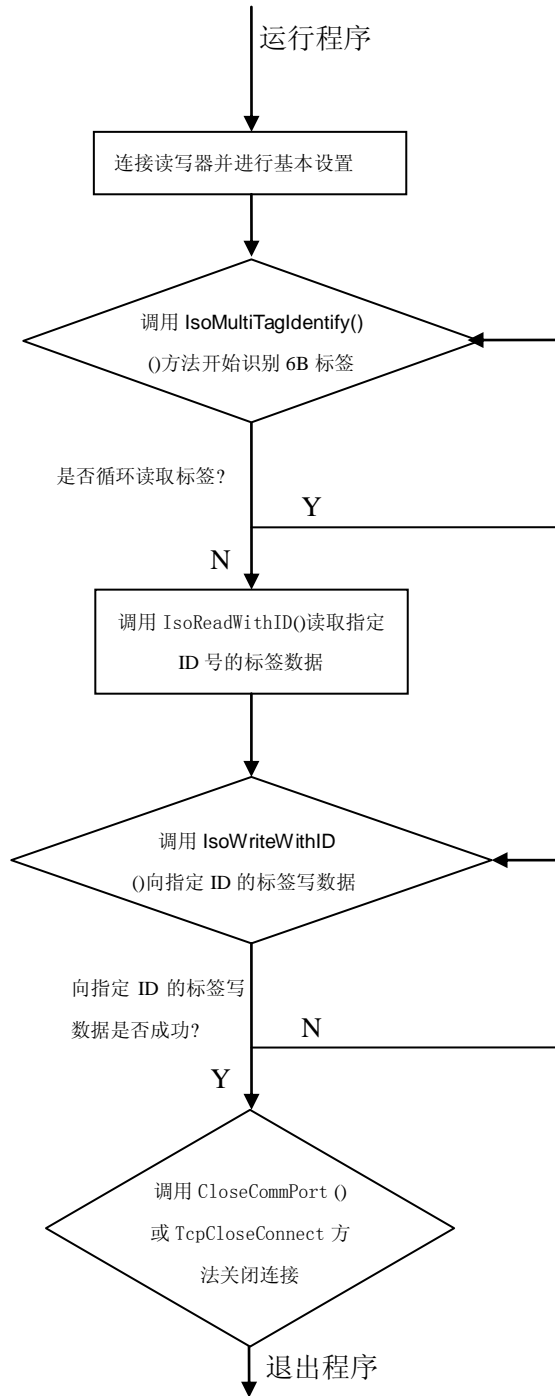 运行程序
连接读写器并进行基本设置
调用 IsoMultiTagIdentify()
()方法开始识别 6B 标签
是否循环读取标签?
Y
N
调用 IsoReadWithID()读取指定
ID 号的标签数据
调用 IsoWriteWithID
()向指定 ID 的标签写数据
向指定 ID 的标签写
数据是否成功?
N
Y
调用 CloseCommPort ()
或 TcpCloseConnect 方
法关闭连接
退出程序